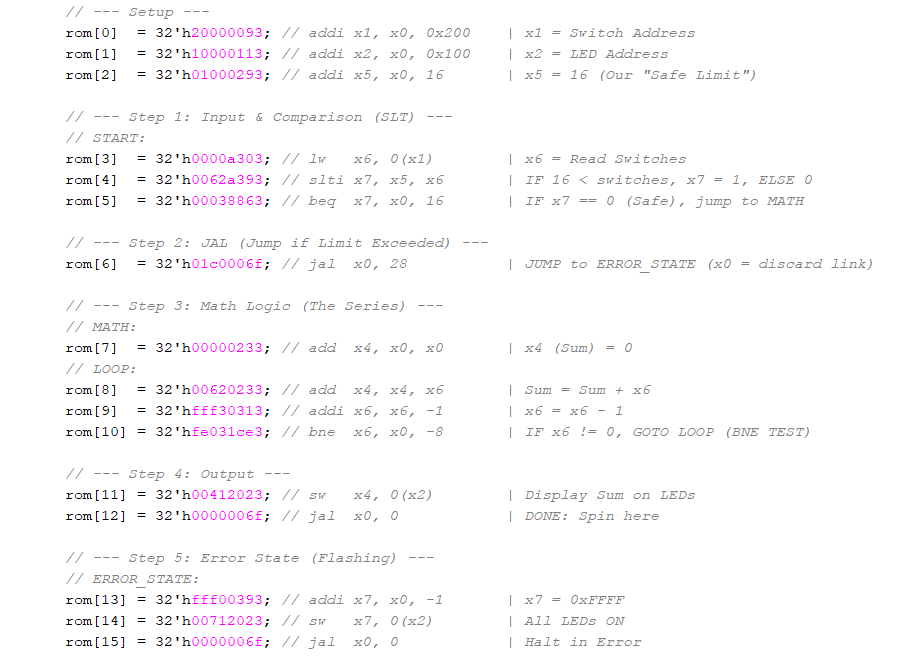 // --- Setup ---
rom[0]  = 32'h20000093; // addi x1, x0, 0x200    | x1 = Switch Address
rom[1]  = 32'h10000113; // addi x2, x0, 0x100    | x2 = LED Address
rom[2]  = 32'h01000293; // addi x5, x0, 16       | x5 = 16 (Our "Safe Limit")
// --- Step 1: Input & Comparison (SLT) ---
// START:
rom[3]  = 32'h0000a303; // lw   x6, 0(x1)        | x6 = Read Switches
rom[4]  = 32'h0062a393; // slti x7, x5, x6       | IF 16 < switches, x7 = 1, ELSE 0
rom[5]  = 32'h00038863; // beq  x7, x0, 16       | IF x7 == 0 (Safe), jump to MATH
// --- Step 2: JAL (Jump if Limit Exceeded) ---
rom[6]  = 32'h01c0006f; // jal  x0, 28           | JUMP to ERROR_STATE (x0 = discard link)
// --- Step 3: Math Logic (The Series) ---
// MATH:
rom[7]  = 32'h00000233; // add  x4, x0, x0       | x4 (Sum) = 0
// LOOP:
rom[8]  = 32'h00620233; // add  x4, x4, x6       | Sum = Sum + x6
rom[9]  = 32'hfff30313; // addi x6, x6, -1       | x6 = x6 - 1
rom[10] = 32'hfe031ce3; // bne  x6, x0, -8       | IF x6 != 0, GOTO LOOP (BNE TEST)
// --- Step 4: Output ---
rom[11] = 32'h00412023; // sw   x4, 0(x2)        | Display Sum on LEDs
rom[12] = 32'h0000006f; // jal  x0, 0            | DONE: Spin here
// --- Step 5: Error State (Flashing) ---
// ERROR_STATE:
rom[13] = 32'hfff00393; // addi x7, x0, -1       | x7 = 0xFFFF
rom[14] = 32'h00712023; // sw   x7, 0(x2)        | All LEDs ON
rom[15] = 32'h0000006f; // jal  x0, 0            | Halt in Error